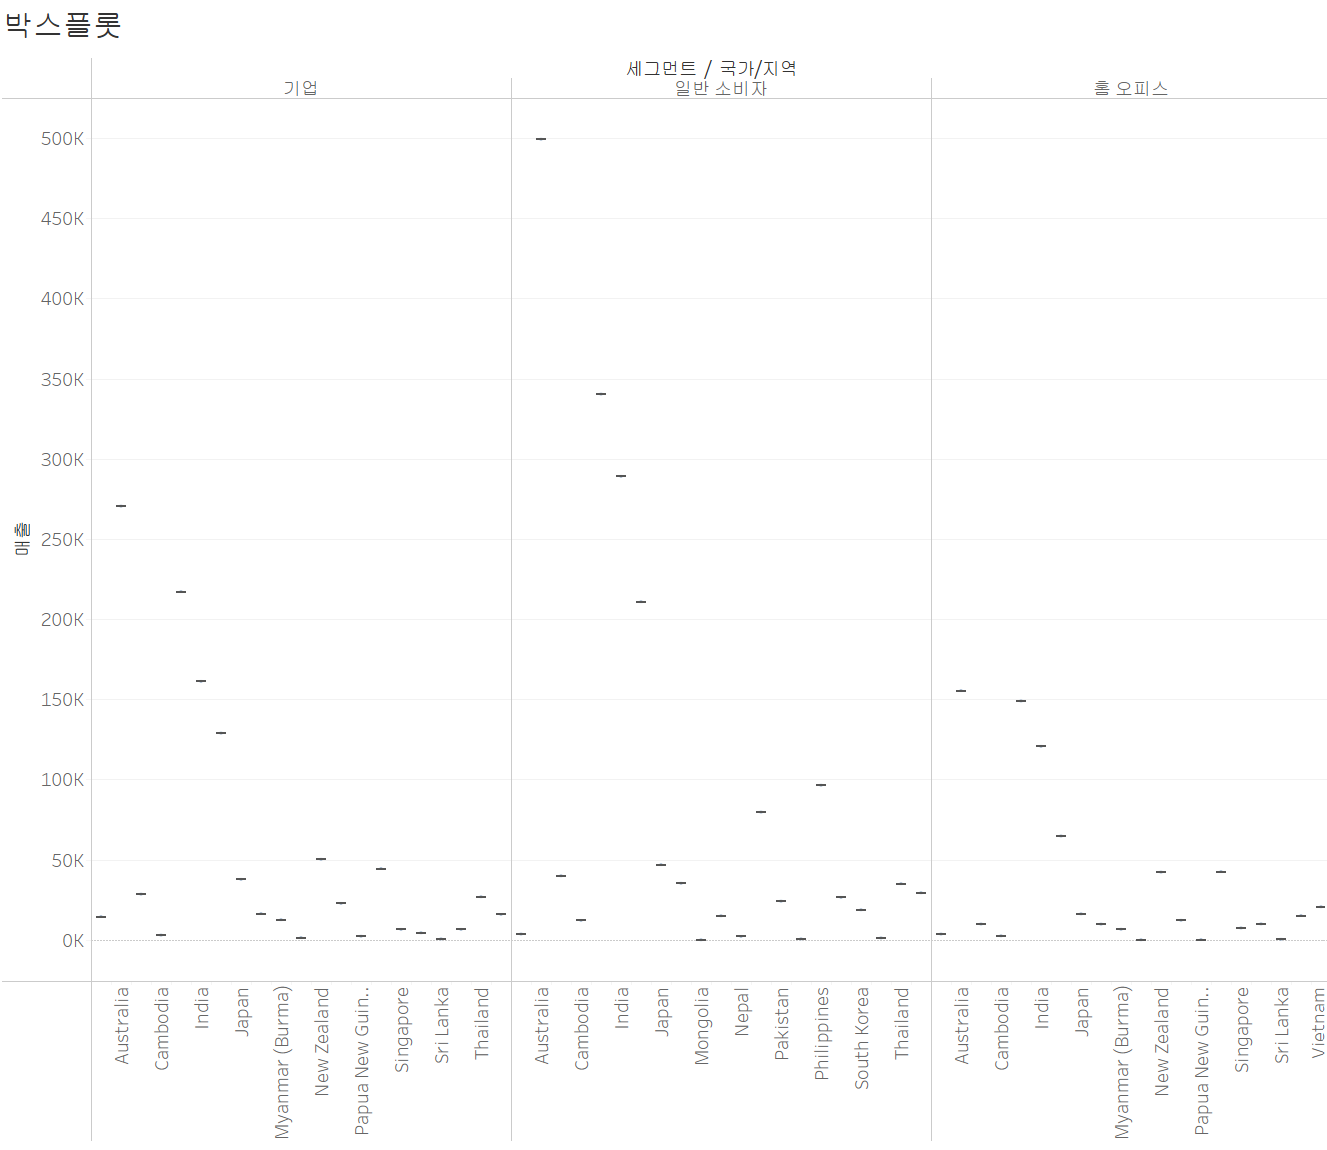 박스플롯
세그먼트 / 국가/지역
기업
일반 소비자
홈 오피스
500K
450K
400K
350K
300K
250K
200K
150K
100K
50K
0K
매출
Australia
Cambodia
India
Japan
Myanmar (Burma)
New Zealand
Papua New Guin..
Singapore
Sri Lanka
Thailand
Australia
Cambodia
India
Japan
Mongolia
Nepal
Pakistan
Philippines
South Korea
Thailand
Australia
Cambodia
India
Japan
Myanmar (Burma)
New Zealand
Papua New Guin..
Singapore
Sri Lanka
Vietnam